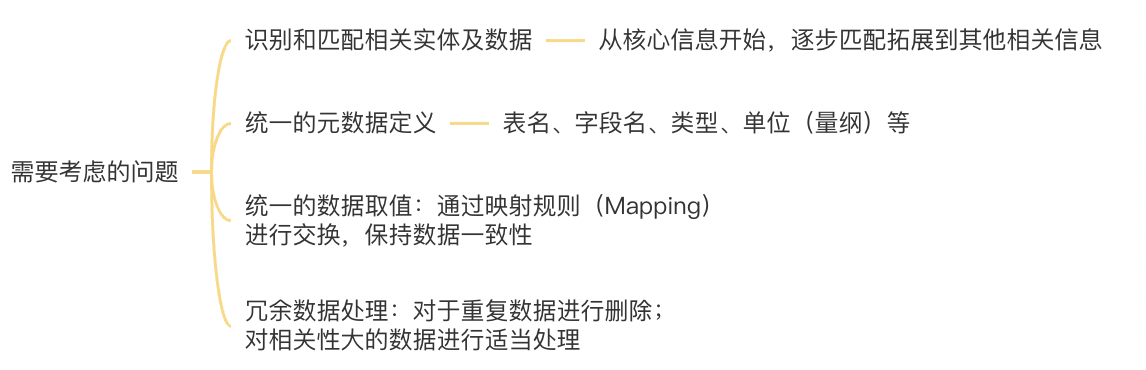 需要考虑的问题
识别和匹配相关实体及数据
从核心信息开始，逐步匹配拓展到其他相关信息
统一的元数据定义
表名、字段名、类型、单位（量纲）等
统一的数据取值：通过映射规则（Mapping）
进行交换，保持数据一致性
冗余数据处理：对于重复数据进行删除；
对相关性大的数据进行适当处理